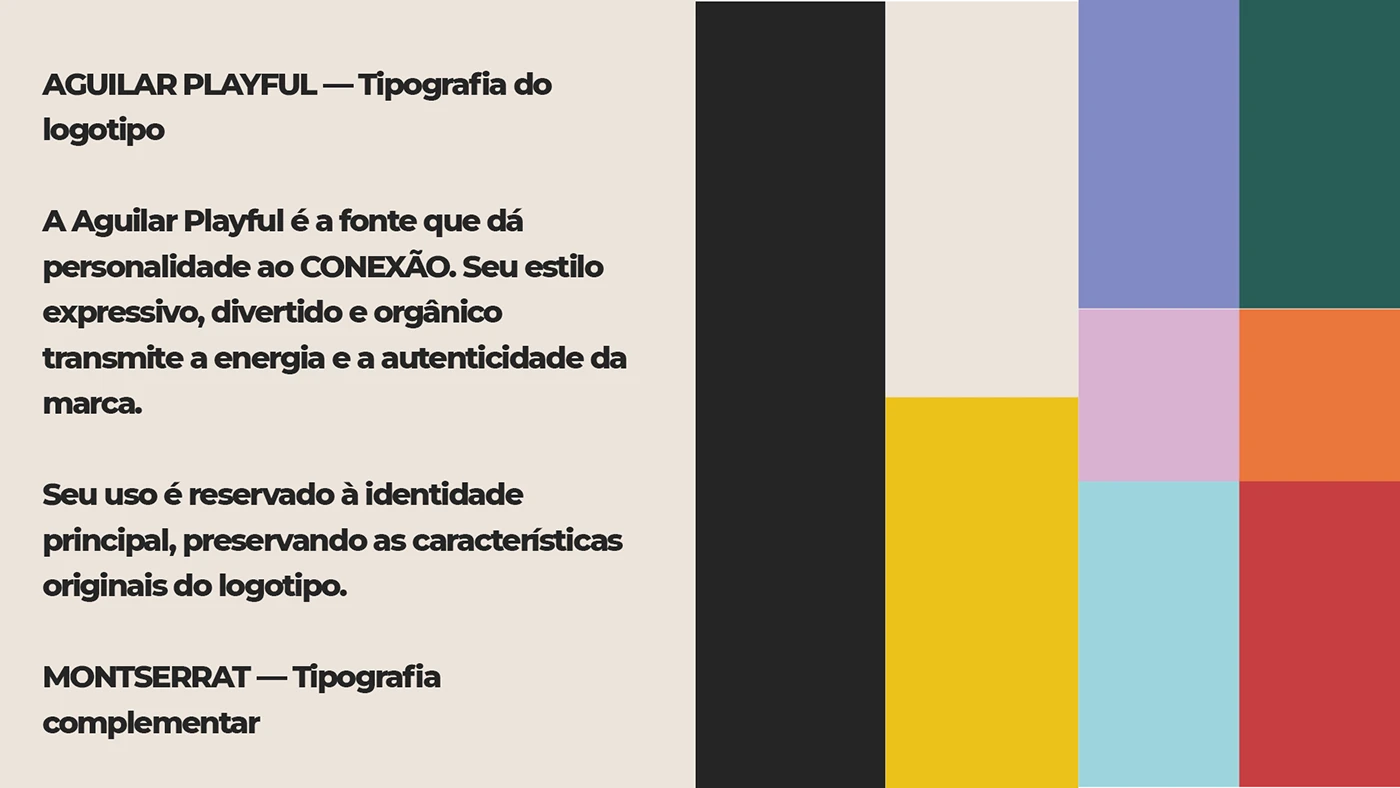 AGUILAR PLAYFUL — Tipografia do
logotipo
A Aguilar Playful é a fonte que dá
personalidade ao CONEXÃO. Seu estilo
expressivo, divertido e orgânico
transmite a energia e a autenticidade da
marca.
Seu uso é reservado à identidade
principal, preservando as características
originais do logotipo.
MONTSERRAT — Tipografia
complementar